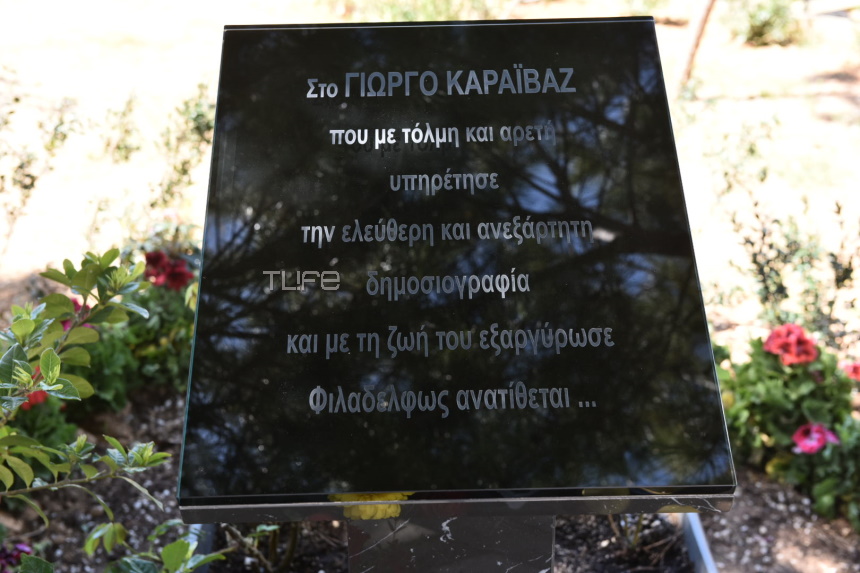 Στο ΓΙΩΡΓΟ ΚΑΡΑΪΒΑΖ
που με τόλμη και αρετή
υπηρέτησε
την ελεύθερη και ανεξάρτητη
TLIFE
δημοσιογραφία
και με τη ζωή του εξαργύρωσε
Φιλαδέλφως ανατίθεται ...